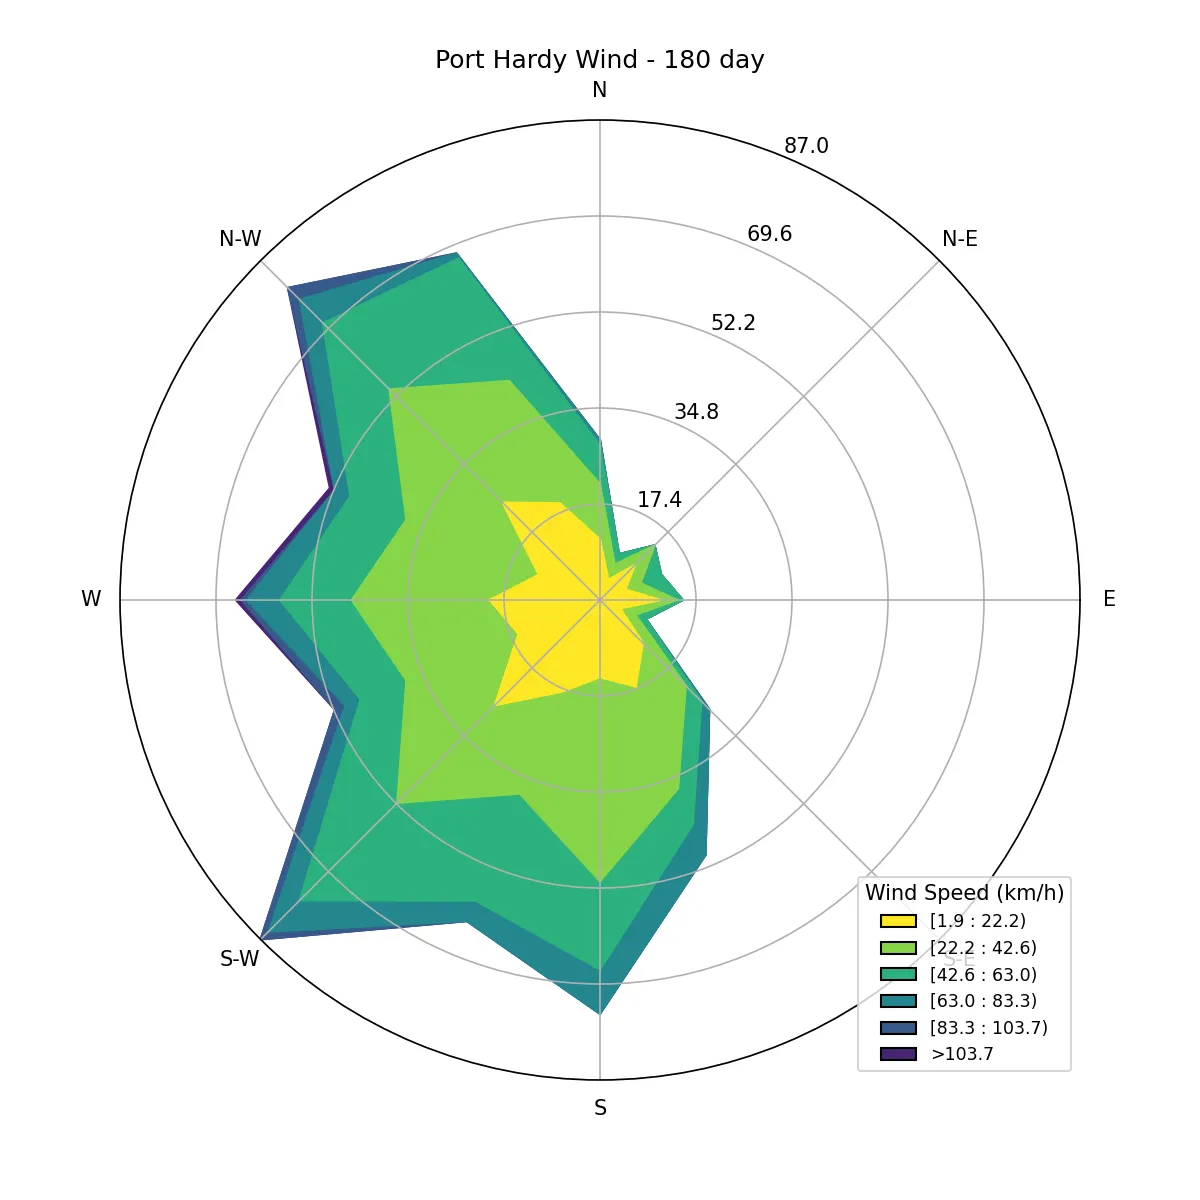 Port Hardy Wind - 180 day
N
87.0
N-W
N-E
69.6
52.2
34.8
17.4
W
E
S-W
S-E
S
Wind Speed (km/h)
[1.9 : 22.2)
[22.2 : 42.6)
[42.6 : 63.0)
[63.0 : 83.3)
[83.3 : 103.7)
>103.7